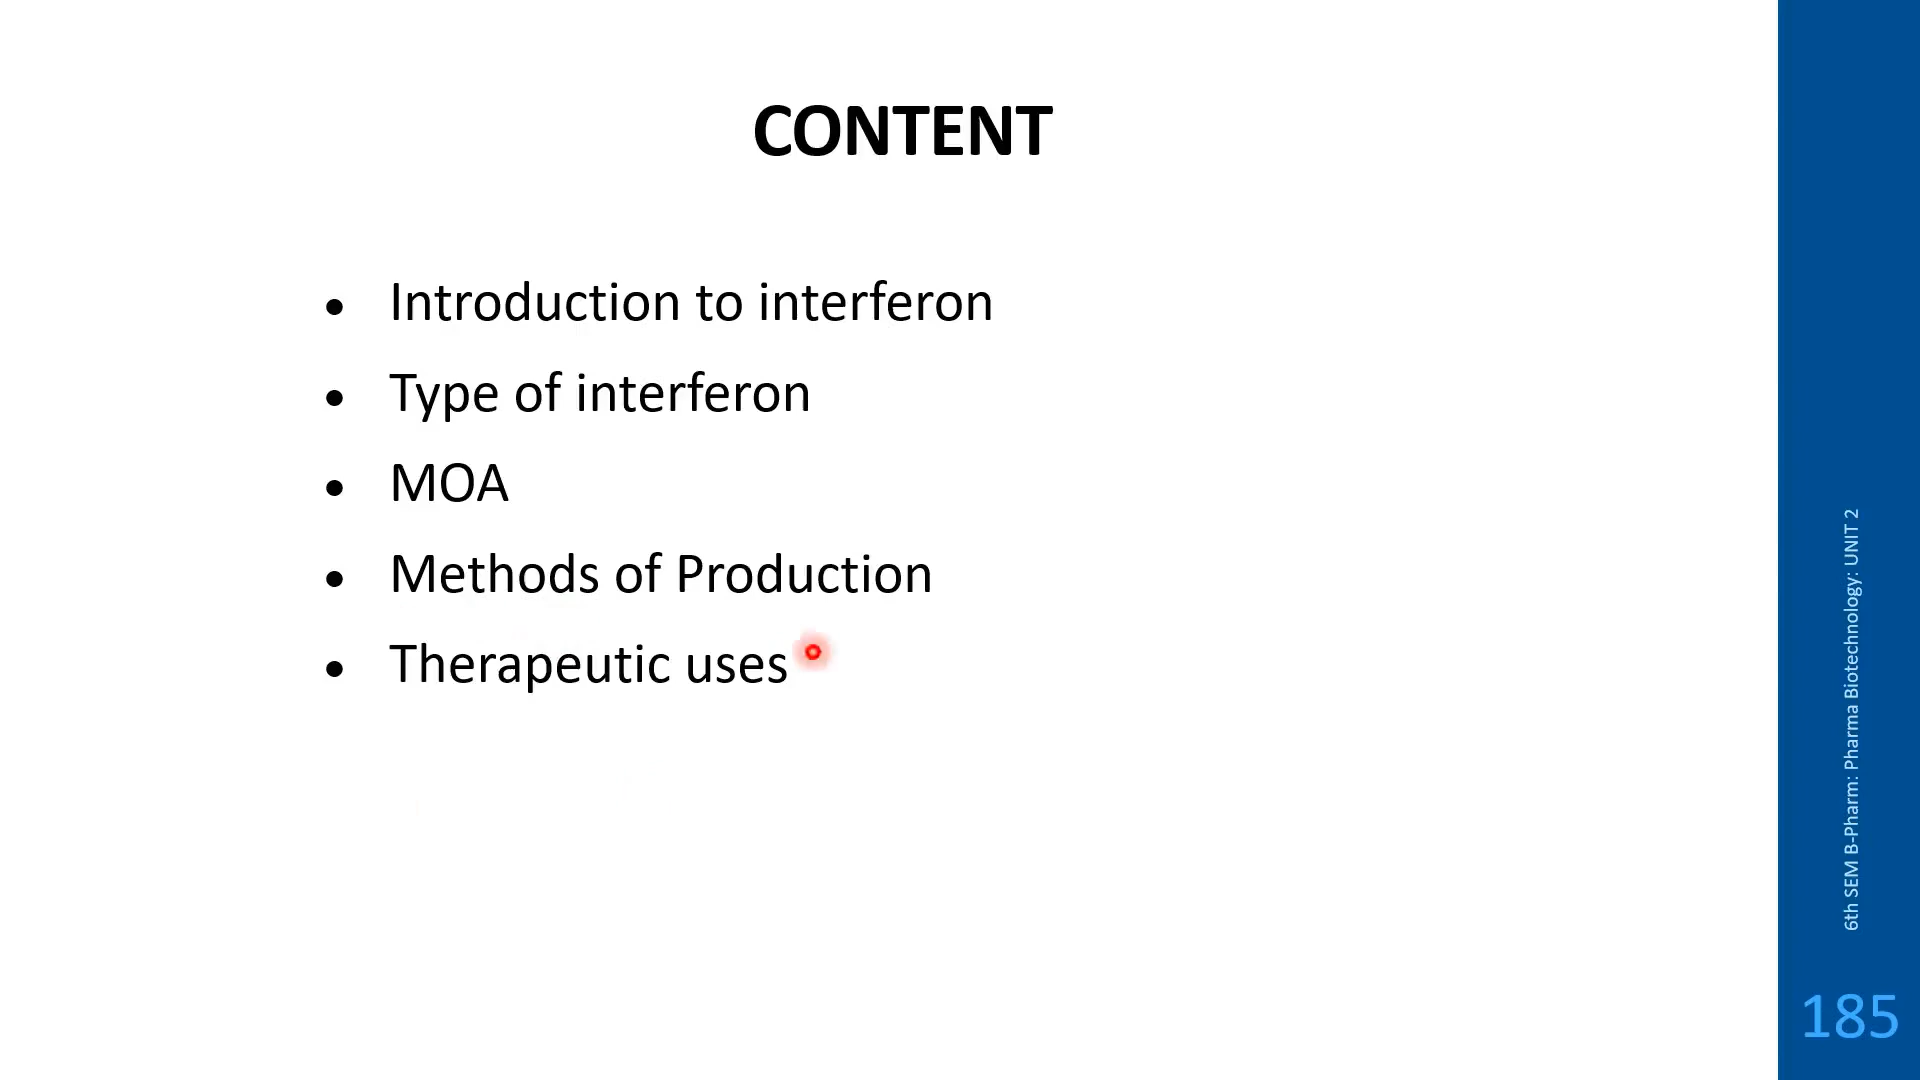 CONTENT
• Introduction to interferon
• Type of interferon
• MOA
• Methods of Production
• Therapeutic uses
6th SEM B-Pharm: Pharma Biotechnology: UNIT 2
185